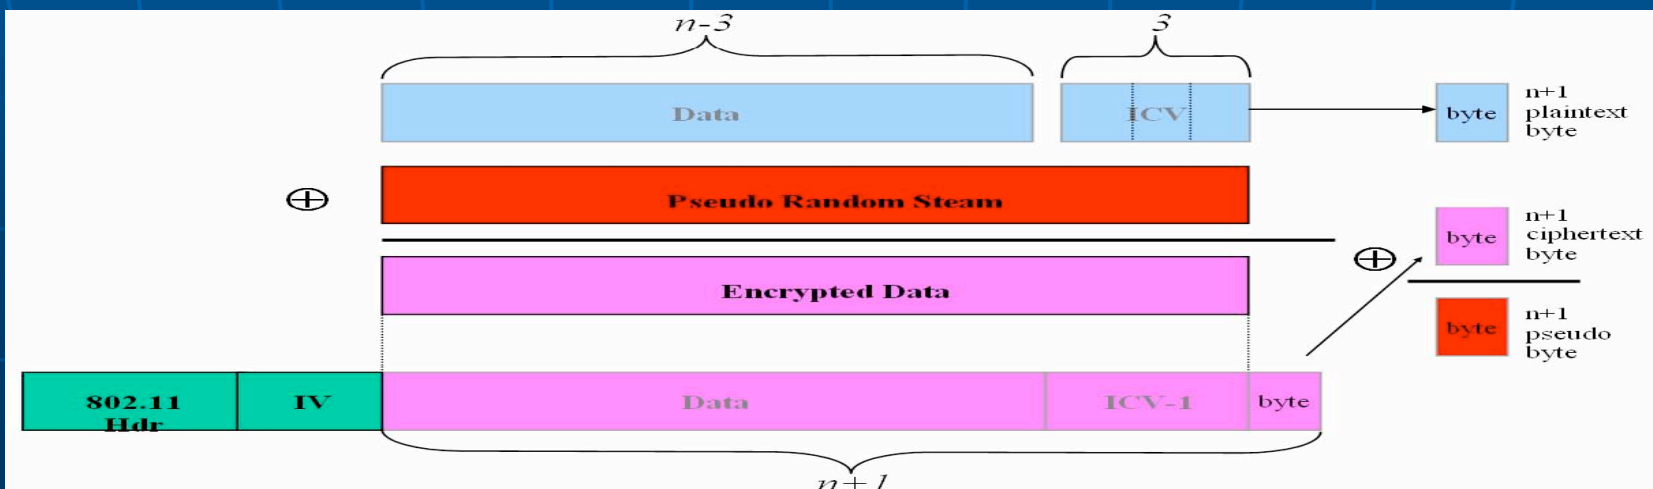 n-3
3
Data
ICV
byte
n+1
plaintext
byte
Pseudo Random Steam
Encrypted Data
byte
n+1
ciphertext
byte
byte
n+1
pseudo
byte
802.11
Hdr
IV
Data
ICV-1
byte
n+1